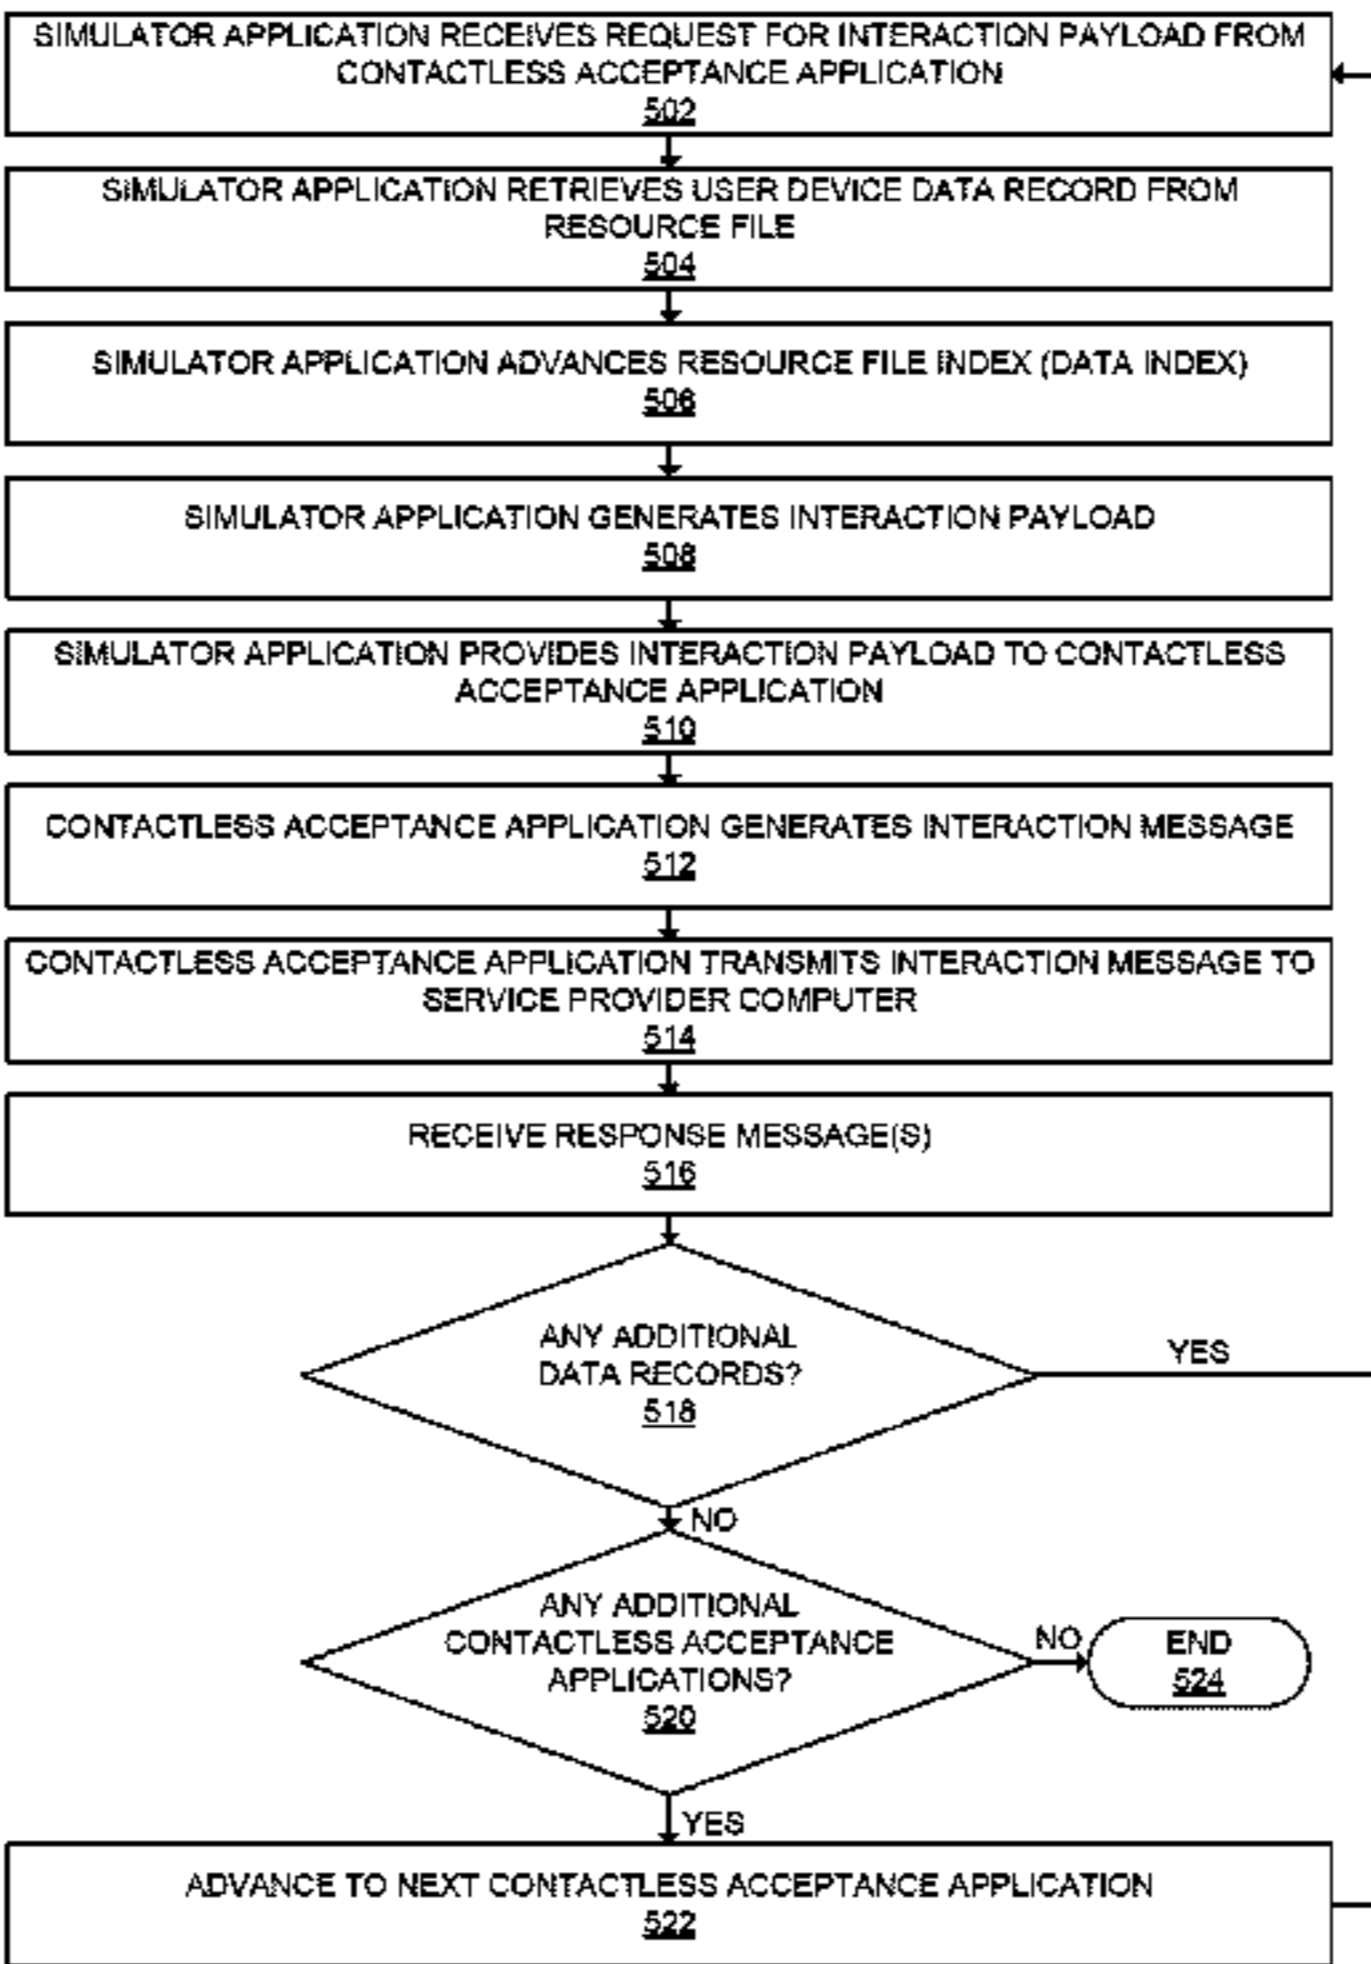 SIMULATOR APPLICATION RECEIVES REQUEST FOR INTERACTION PAYLOAD FROM
CONTACTLESS ACCEPTANCE APPLICATION
502
SIMULATOR APPLICATION RETRIEVES USER DEVICE DATA RECORD FROM
RESOURCE FILE
504
SIMULATOR APPLICATION ADVANCES RESOURCE FILE INDEX (DATA INDEX)
506
SIMULATOR APPLICATION GENERATES INTERACTION PAYLOAD
508
SIMULATOR APPLICATION PROVIDES INTERACTION PAYLOAD TO CONTACTLESS
ACCEPTANCE APPLICATION
510
CONTACTLESS ACCEPTANCE APPLICATION GENERATES INTERACTION MESSAGE
512
CONTACTLESS ACCEPTANCE APPLICATION TRANSMITS INTERACTION MESSAGE TO
SERVICE PROVIDER COMPUTER
514
RECEIVE RESPONSE MESSAGE(S)
516
ANY ADDITIONAL
DATA RECORDS?
518
YES
NO
ANY ADDITIONAL
CONTACTLESS ACCEPTANCE
APPLICATIONS?
520
NO
END
524
YES
ADVANCE TO NEXT CONTACTLESS ACCEPTANCE APPLICATION
522